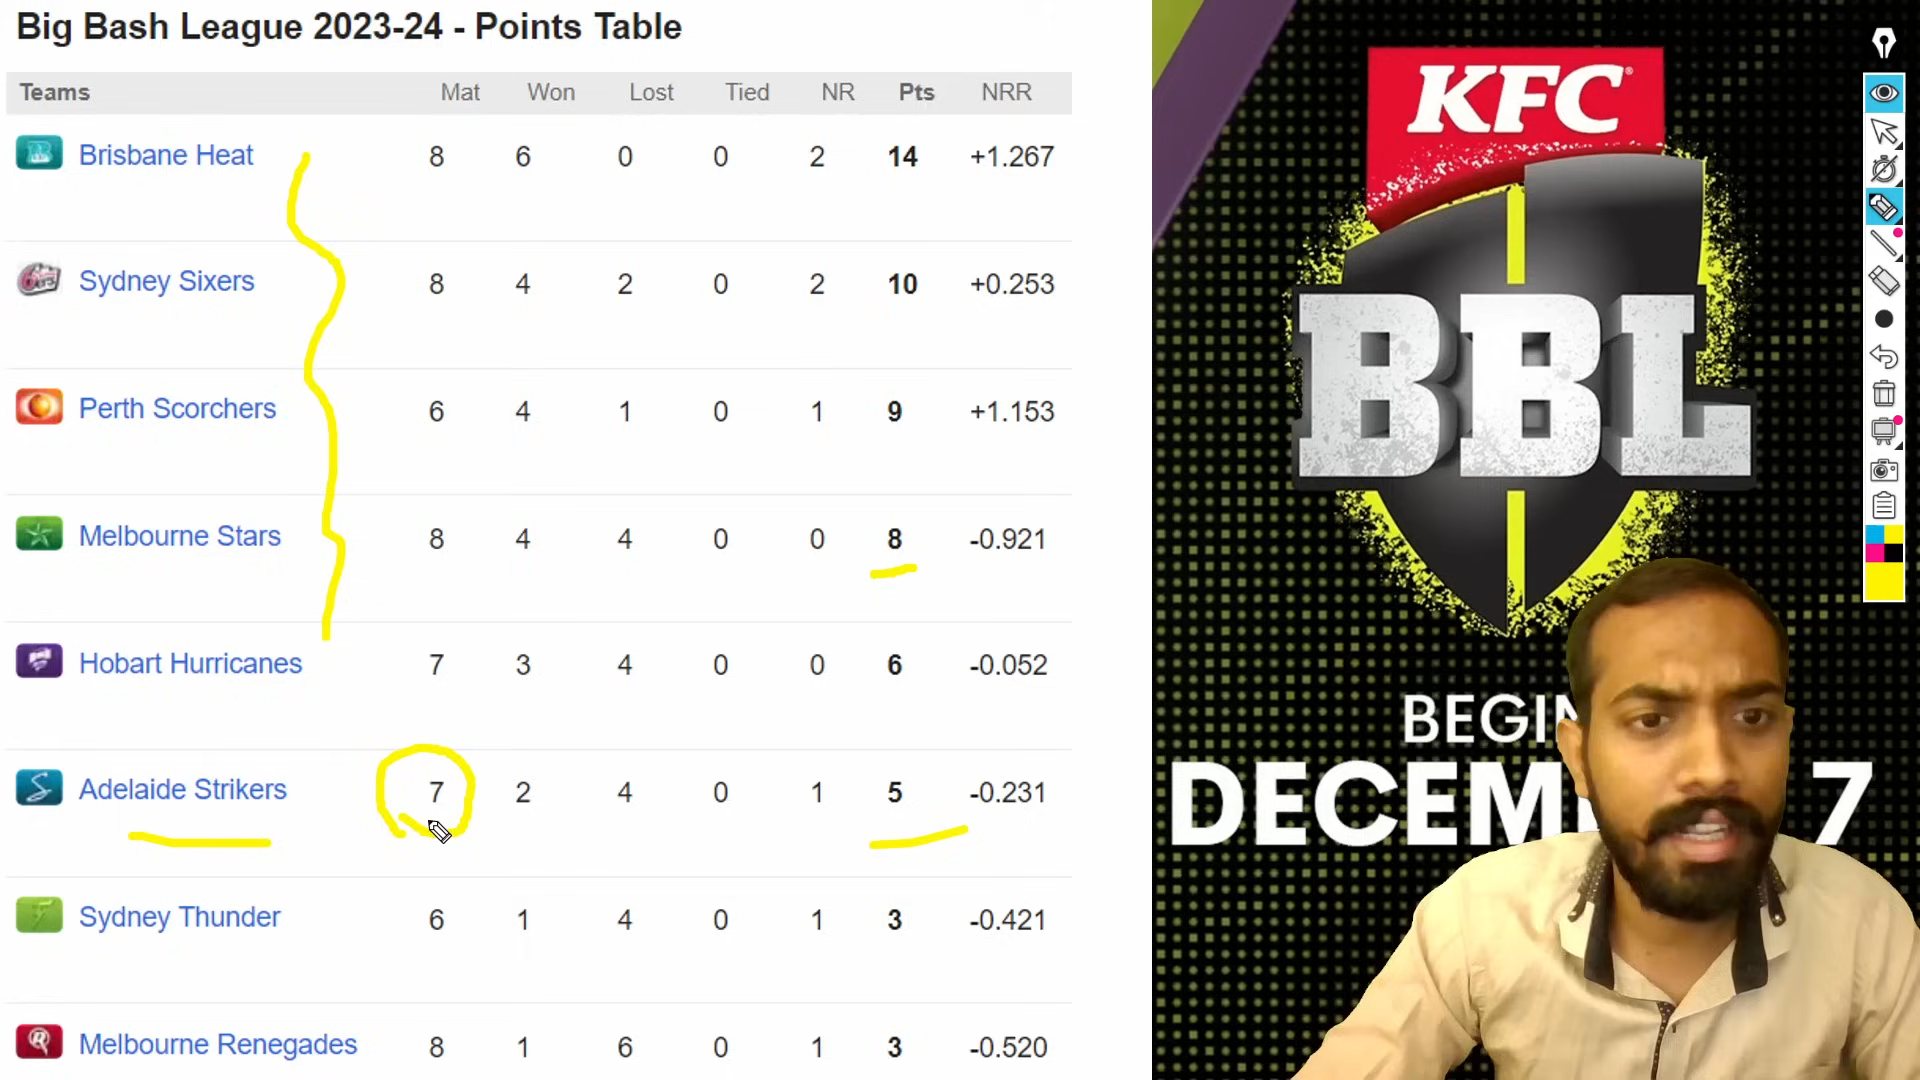 Big Bash League 2023-24 - Points Table
Teams Mat Won Lost Tied NR Pts NRR
Brisbane Heat 8 6 0 0 2 14 +1.267
Sydney Sixers 8 4 2 0 2 10 +0.253
Perth Scorchers 6 4 1 0 1 9 +1.153
Melbourne Stars 8 4 4 0 0 8 -0.921
Hobart Hurricanes 7 3 4 0 0 6 -0.052
Adelaide Strikers 7 2 4 0 1 5 -0.231
Sydney Thunder 6 1 4 0 1 3 -0.421
Melbourne Renegades 8 1 6 0 1 3 -0.520
KFC
BBL
7